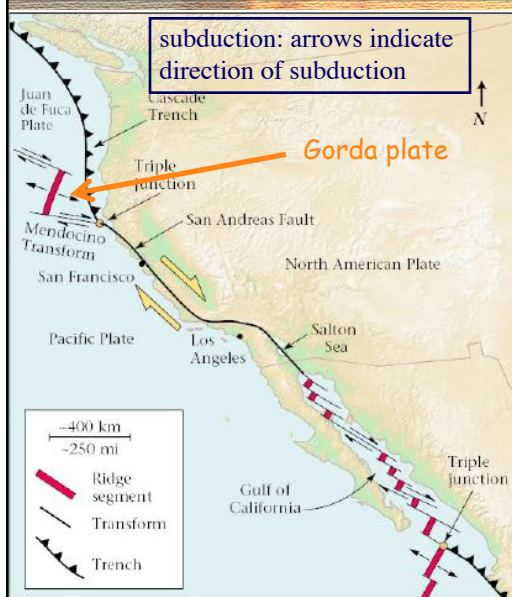 subduction: arrows indicate
direction of subduction
Juan
de Fuca
Plate
Cascade
Trench
N
Gorda plate
Triple
Junction
San Andreas Fault
Mendocino
Transform
North American Plate
San Francisco
Pacific Plate
Los
Angeles
Salton
Sea
~400 km
~250 mi
Ridge
segment
Transform
Trench
Gulf of
California
Triple
Junction